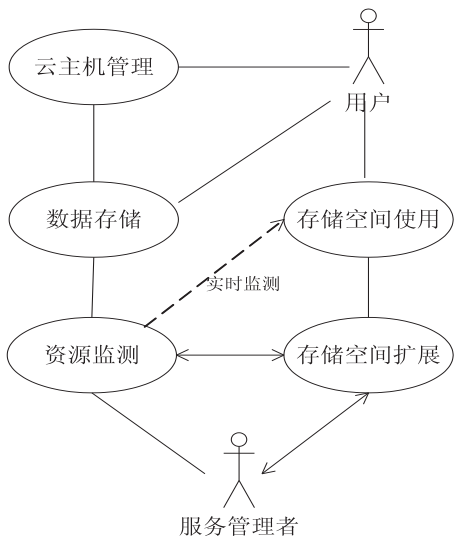 云主机管理
用户
数据存储
存储空间使用
实时监测
资源监测
存储空间扩展
服务管理者